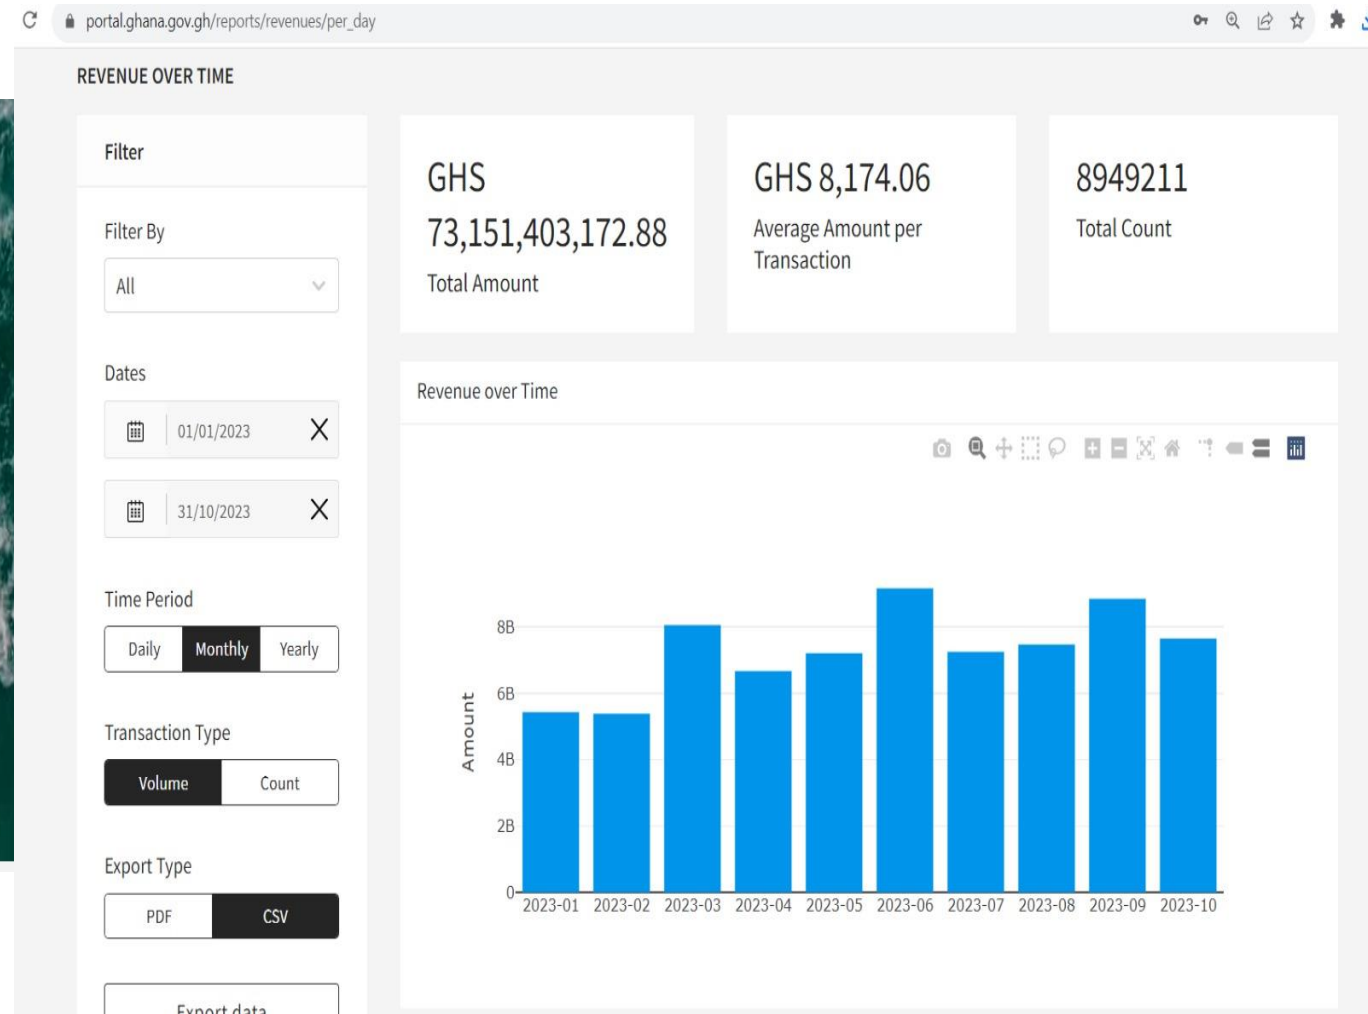 portal.ghana.gov.gh/reports/revenues/per_day
REVENUE OVER TIME
Filter
Filter By
All
Dates
01/01/2023
31/10/2023
Time Period
Daily Monthly Yearly
Transaction Type
Volume Count
Export Type
PDF CSV
Export data
GHS
73,151,403,172.88
Total Amount
GHS 8,174.06
Average Amount per
Transaction
8949211
Total Count
Revenue over Time
Amount
8B
6B
4B
2B
0
2023-01 2023-02 2023-03 2023-04 2023-05 2023-06 2023-07 2023-08 2023-09 2023-10